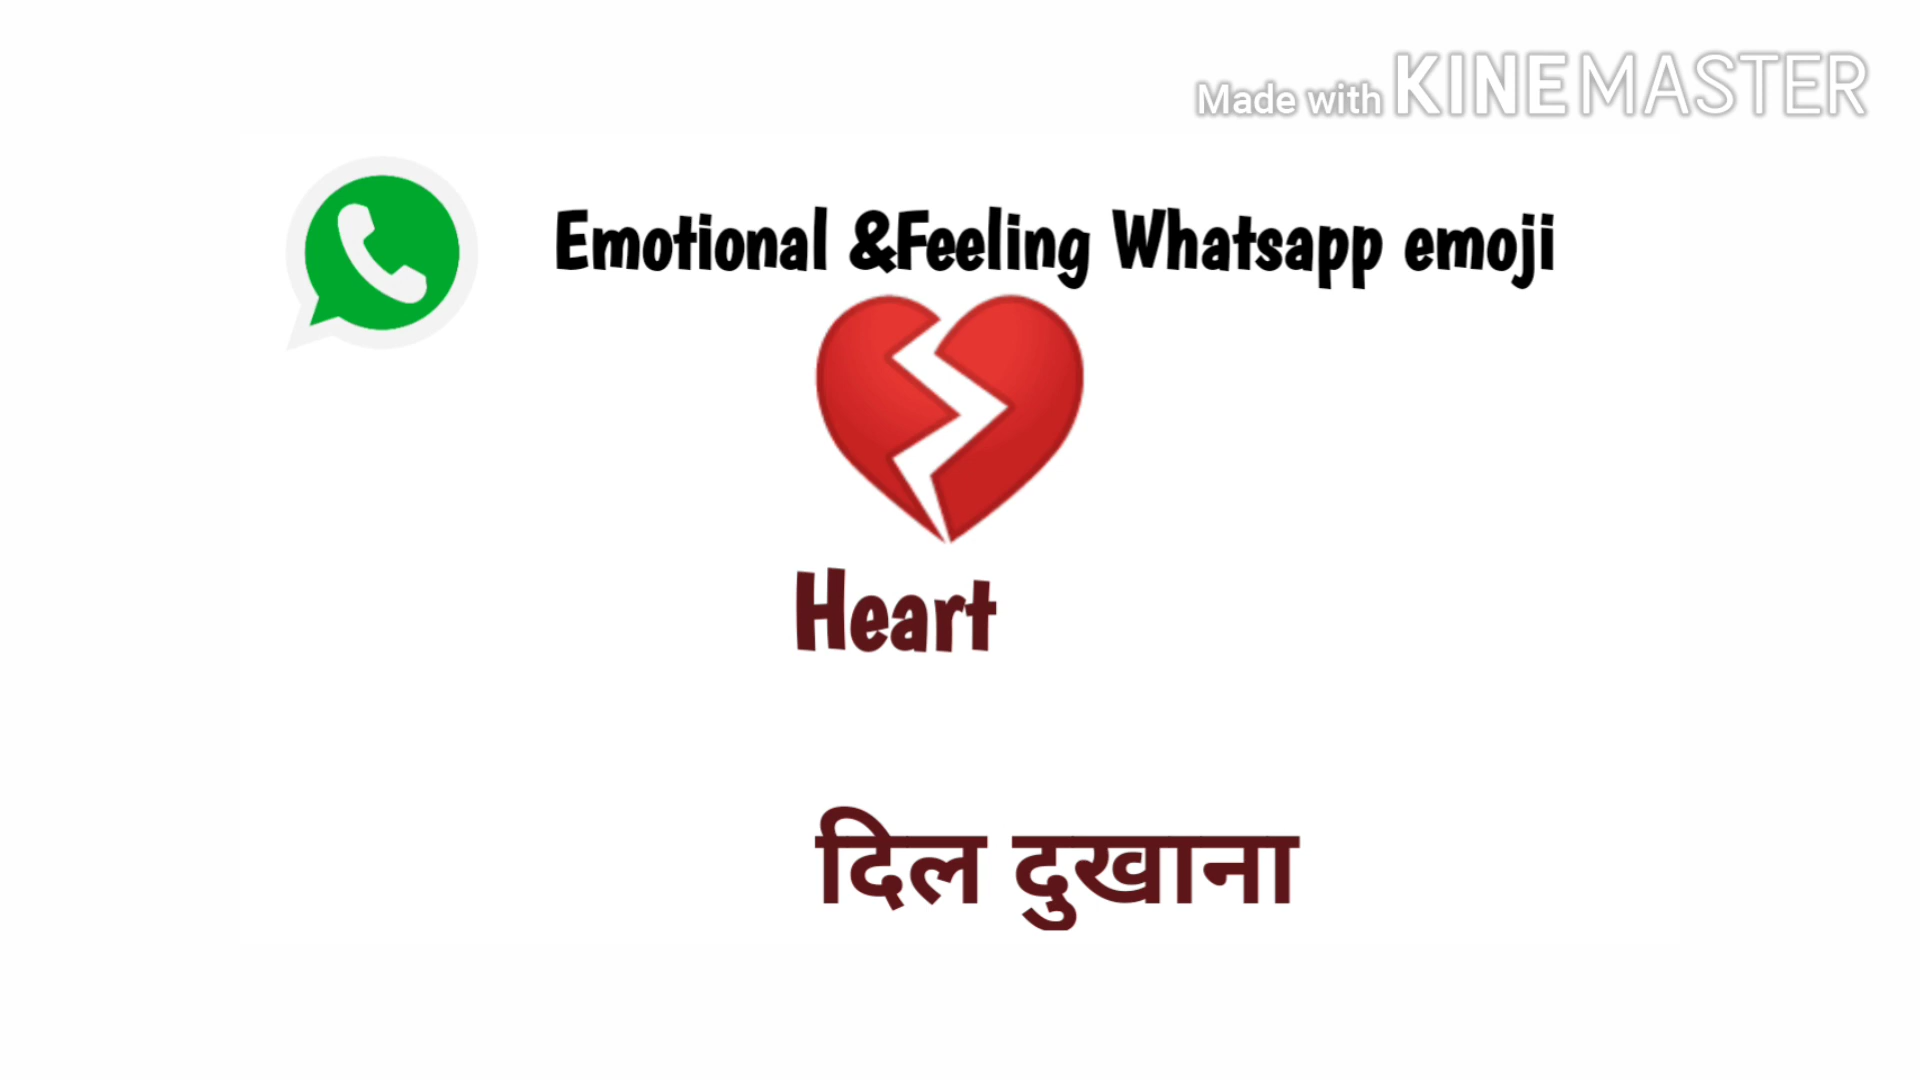 Made with KINEMASTER
Emotional &Feeling Whatsapp emoji
Heart
दिल दुखाना